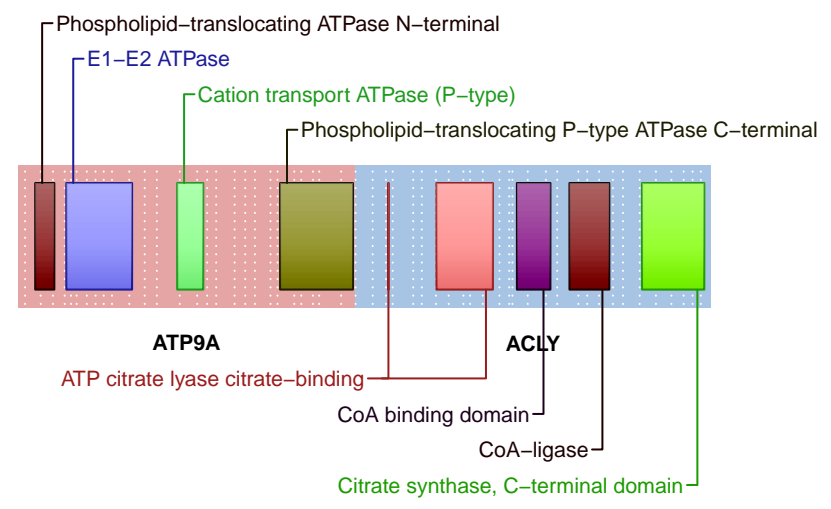 Phospholipid−translocating ATPase N−terminal
E1−E2 ATPase
Cation transport ATPase (P−type)
Phospholipid−translocating P−type ATPase C−terminal
ATP9A
ACLY
ATP citrate lyase citrate−binding
CoA binding domain
CoA−ligase
Citrate synthase, C−terminal domain